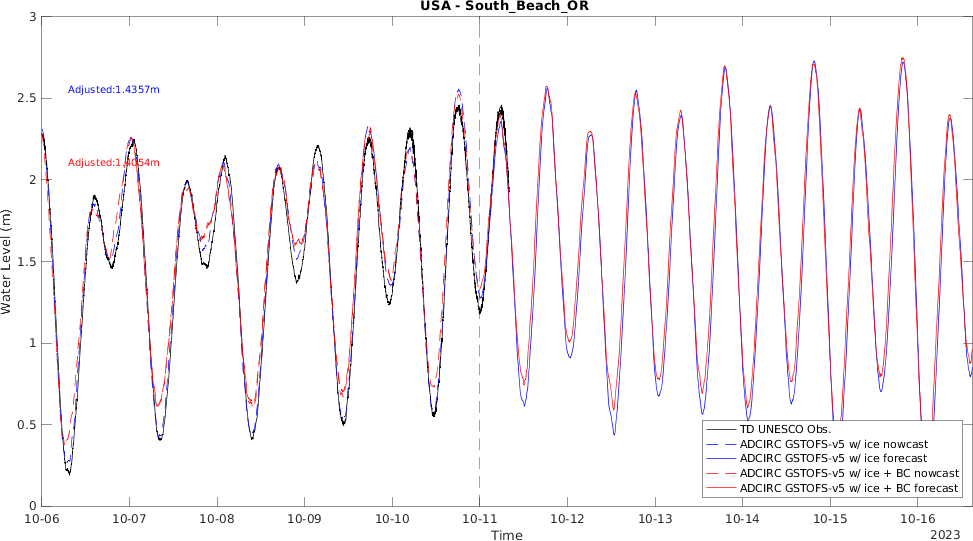 USA - South_Beach_OR
3
2.5
2
1.5
1
0.5
0
Water Level (m)
Adjusted:1.4357m
Adjusted:1.4054m
TD UNESCO Obs.
ADCIRC GSTOFS-v5 w/ ice nowcast
ADCIRC GSTOFS-v5 w/ ice forecast
ADCIRC GSTOFS-v5 w/ ice + BC nowcast
ADCIRC GSTOFS-v5 w/ ice + BC forecast
10-06 10-07 10-08 10-09 10-10 10-11 10-12 10-13 10-14 10-15 10-16
Time
2023